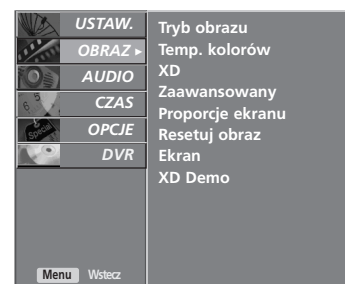 USTAW.
OBRAZ
AUDIO
CZAS
OPCJE
DVR
Tryb obrazu
Temp. kolorów
XD
Zaawansowany
Proporcje ekranu
Resetuj obraz
Ekran
XD Demo
Menu Wstecz